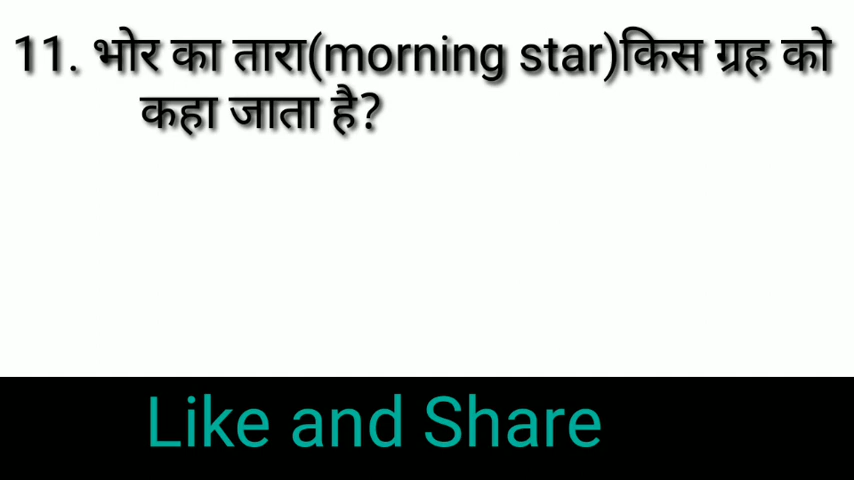 11. भोर का तारा(morning star)किस ग्रह को
कहा जाता है?
Like and Share